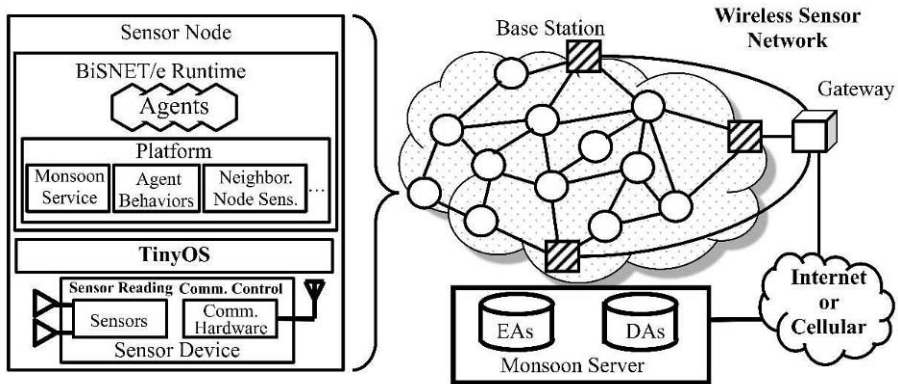 Sensor Node
BiSNET/e Runtime
Agents
Platform
Monsoon
Service
Agent
Behaviors
Neighbor.
Node Sens.
...
TinyOS
Sensor Reading
Comm. Control
Sensors
Comm.
Hardware
Sensor Device
Base Station
Wireless Sensor
Network
Gateway
Internet
or
Cellular
EAs
DAs
Monsoon Server